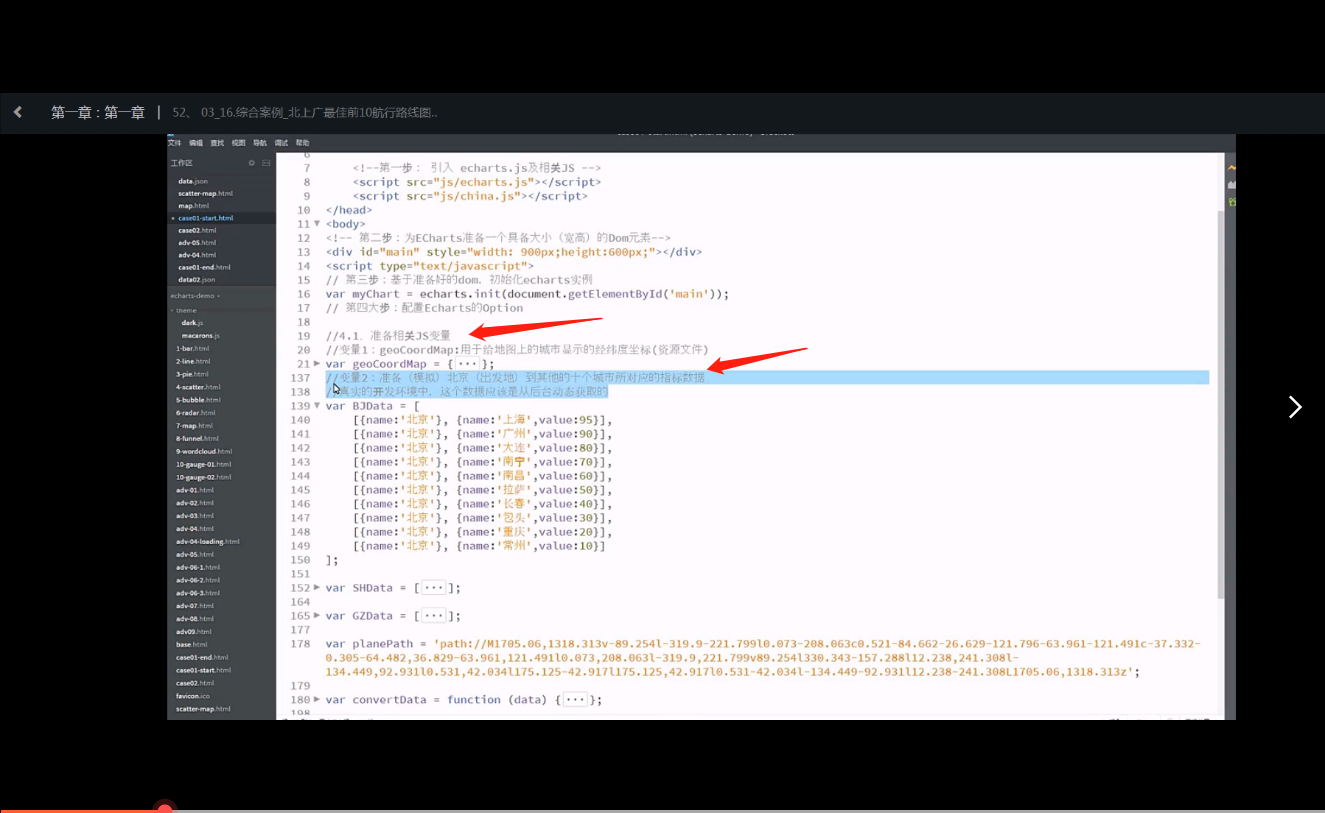 第一章：第一章 | 52、 03_16.综合案例_北上广最佳前10航行路线图..
文件 编辑 查找 视图 导航 调试 帮助
工作区
data.json
scatter-map.html
map.html
case01-start.html
case02.html
adv-05.html
adv-04.html
case01-end.html
data02.json
echarts-demo
theme
dark.js
macarons.js
1-bar.html
2-line.html
3-pie.html
4-scatter.html
5-bubble.html
6-radar.html
7-map.html
8-funnel.html
9-wordcloud.html
10-gauge-01.html
10-gauge-02.html
adv-01.html
adv-02.html
adv-03.html
adv-04.html
adv-04-loading.html
adv-05.html
adv-06-1.html
adv-06-2.html
adv-06-3.html
adv-07.html
adv-08.html
adv09.html
base.html
case01-end.html
case01-start.html
case02.html
favicon.ico
scatter-map.html
6
7 <!--第一步： 引入 echarts.js及相关JS -->
8 <script src="js/echarts.js"></script>
9 <script src="js/china.js"></script>
10 </head>
11 <body>
12 <!-- 第二步：为ECharts准备一个具备大小（宽高）的Dom元素-->
13 <div id="main" style="width: 900px;height:600px;"></div>
14 <script type="text/javascript">
15 // 第三步：基于准备好的dom，初始化echarts实例
16 var myChart = echarts.init(document.getElementById('main'));
17 // 第四大步：配置Echarts的Option
18
19 //4.1、准备相关JS变量
20 //变量1：geoCoordMap:用于给地图上的城市显示的经纬度坐标(资源文件)
21 var geoCoordMap = {···};
137 //变量2：准备（模拟）北京（出发地）到其他的十个城市所对应的指标数据
138 //真实的开发环境中，这个数据应该是从后台动态获取的
139 var BJData = [
140 [{name:'北京'}, {name:'上海',value:95}],
141 [{name:'北京'}, {name:'广州',value:90}],
142 [{name:'北京'}, {name:'大连',value:80}],
143 [{name:'北京'}, {name:'南宁',value:70}],
144 [{name:'北京'}, {name:'南昌',value:60}],
145 [{name:'北京'}, {name:'拉萨',value:50}],
146 [{name:'北京'}, {name:'长春',value:40}],
147 [{name:'北京'}, {name:'包头',value:30}],
148 [{name:'北京'}, {name:'重庆',value:20}],
149 [{name:'北京'}, {name:'常州',value:10}]
150 ];
151
152 var SHData = [···];
164
165 var GZData = [···];
177
178 var planePath = 'path://M1705.06,1318.313v-89.254l-319.9-221.799l0.073-208.063c0.521-84.662-26.629-121.796-63.961-121.491c-37.332-
0.305-64.482,36.829-63.961,121.491l0.073,208.063l-319.9,221.799v89.254l330.343-157.288l12.238,241.308l-
134.449,92.931l0.531,42.034l175.125-42.917l175.125,42.917l0.531-42.034l-134.449-92.931l12.238-241.308L1705.06,1318.313z';
179
180 var convertData = function (data) {···};
198